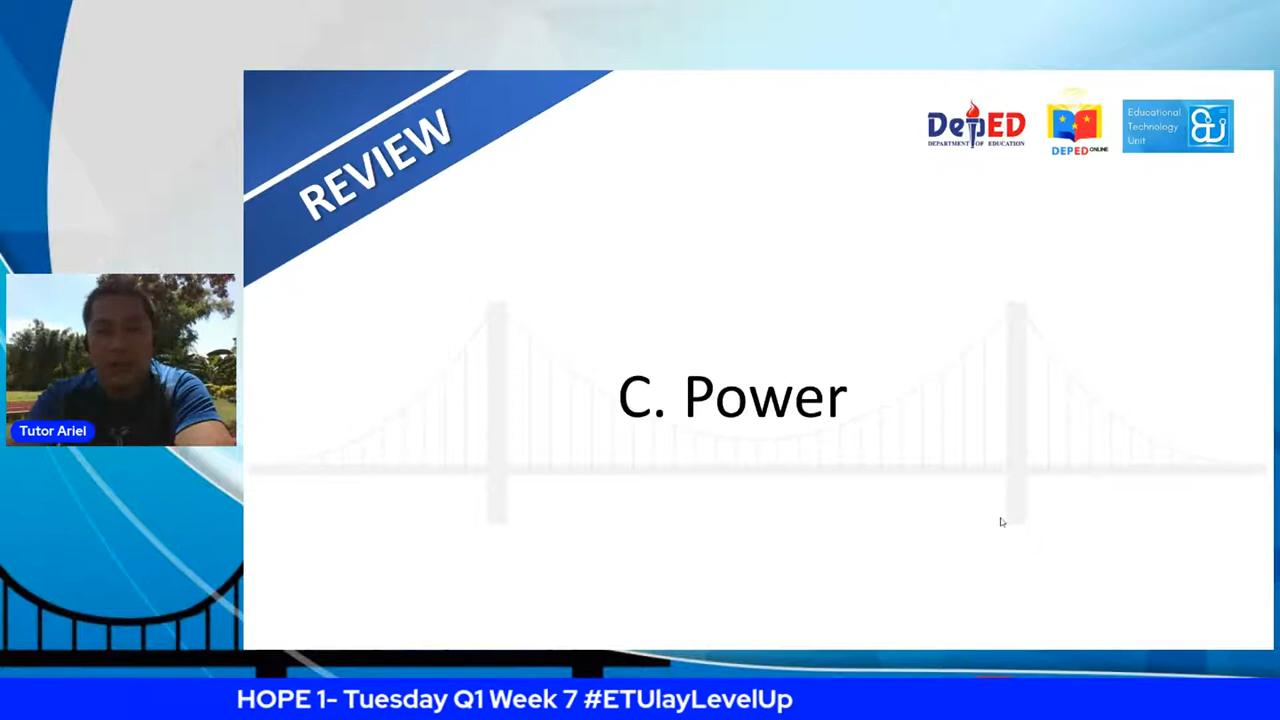 REVIEW
DepED
DEPARTMENT OF EDUCATION
DEPED ONLINE
Educational
Technology
Unit
C. Power
Tutor Ariel
HOPE 1- Tuesday Q1 Week 7 #ETUlayLevelUp